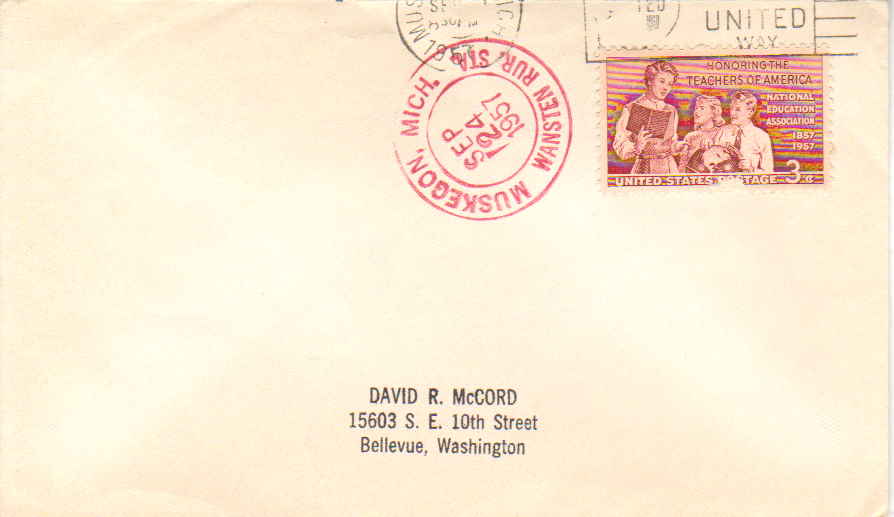 MICH.
UNITED
WAY
MUSKEGON, MICH.
WANSTEN RUR. STA.
SEP
24
1957
HONORING THE
TEACHERS OF AMERICA
NATIONAL
EDUCATION
ASSOCIATION
1857
1957
UNITED STATES POSTAGE 3¢
DAVID R. McCORD
15603 S. E. 10th Street
Bellevue, Washington